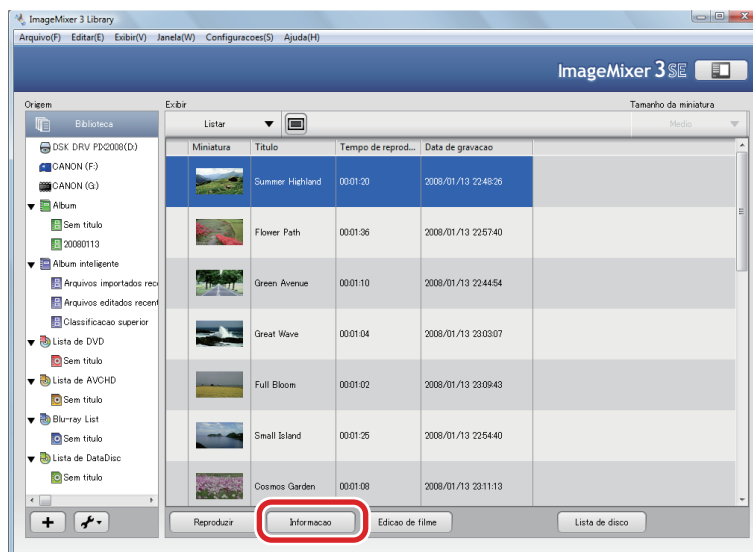 ImageMixer 3 Library
Arquivo(F) Editar(E) Exibir(V) Janela(W) Configuracoes(S) Ajuda(H)
ImageMixer 3 SE
Origem Exibir Tamanho da miniatura
Biblioteca Listar Medio
Miniatura Titulo Tempo de reprod... Data de gravacao
DSK DRV PIX2008(D:)
CANON (F:)
CANON (G:)
Album
Sem titulo
20080113
Album inteligente
Arquivos importados rece
Arquivos editados recent
Classificacao superior
Lista de DVD
Sem titulo
Lista de AVCHD
Sem titulo
Blu-ray List
Sem titulo
Lista de DataDisc
Sem titulo
Summer Highland 00:01:20 2008/01/13 22:48:26
Flower Path 00:01:36 2008/01/13 22:57:40
Green Avenue 00:01:10 2008/01/13 22:44:54
Great Wave 00:01:04 2008/01/13 23:03:07
Full Bloom 00:01:02 2008/01/13 23:09:43
Small Island 00:01:25 2008/01/13 22:54:40
Cosmos Garden 00:01:08 2008/01/13 23:11:13
Reproduzir Informacao Edicao de filme Lista de disco